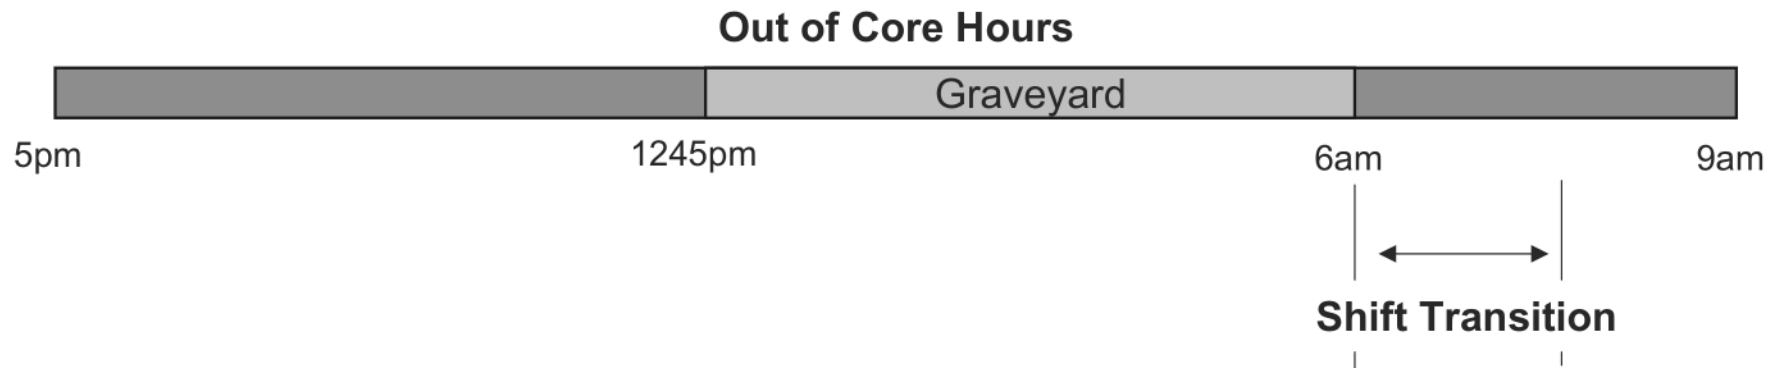 Out of Core Hours
Graveyard
5pm 1245pm 6am 9am
Shift Transition